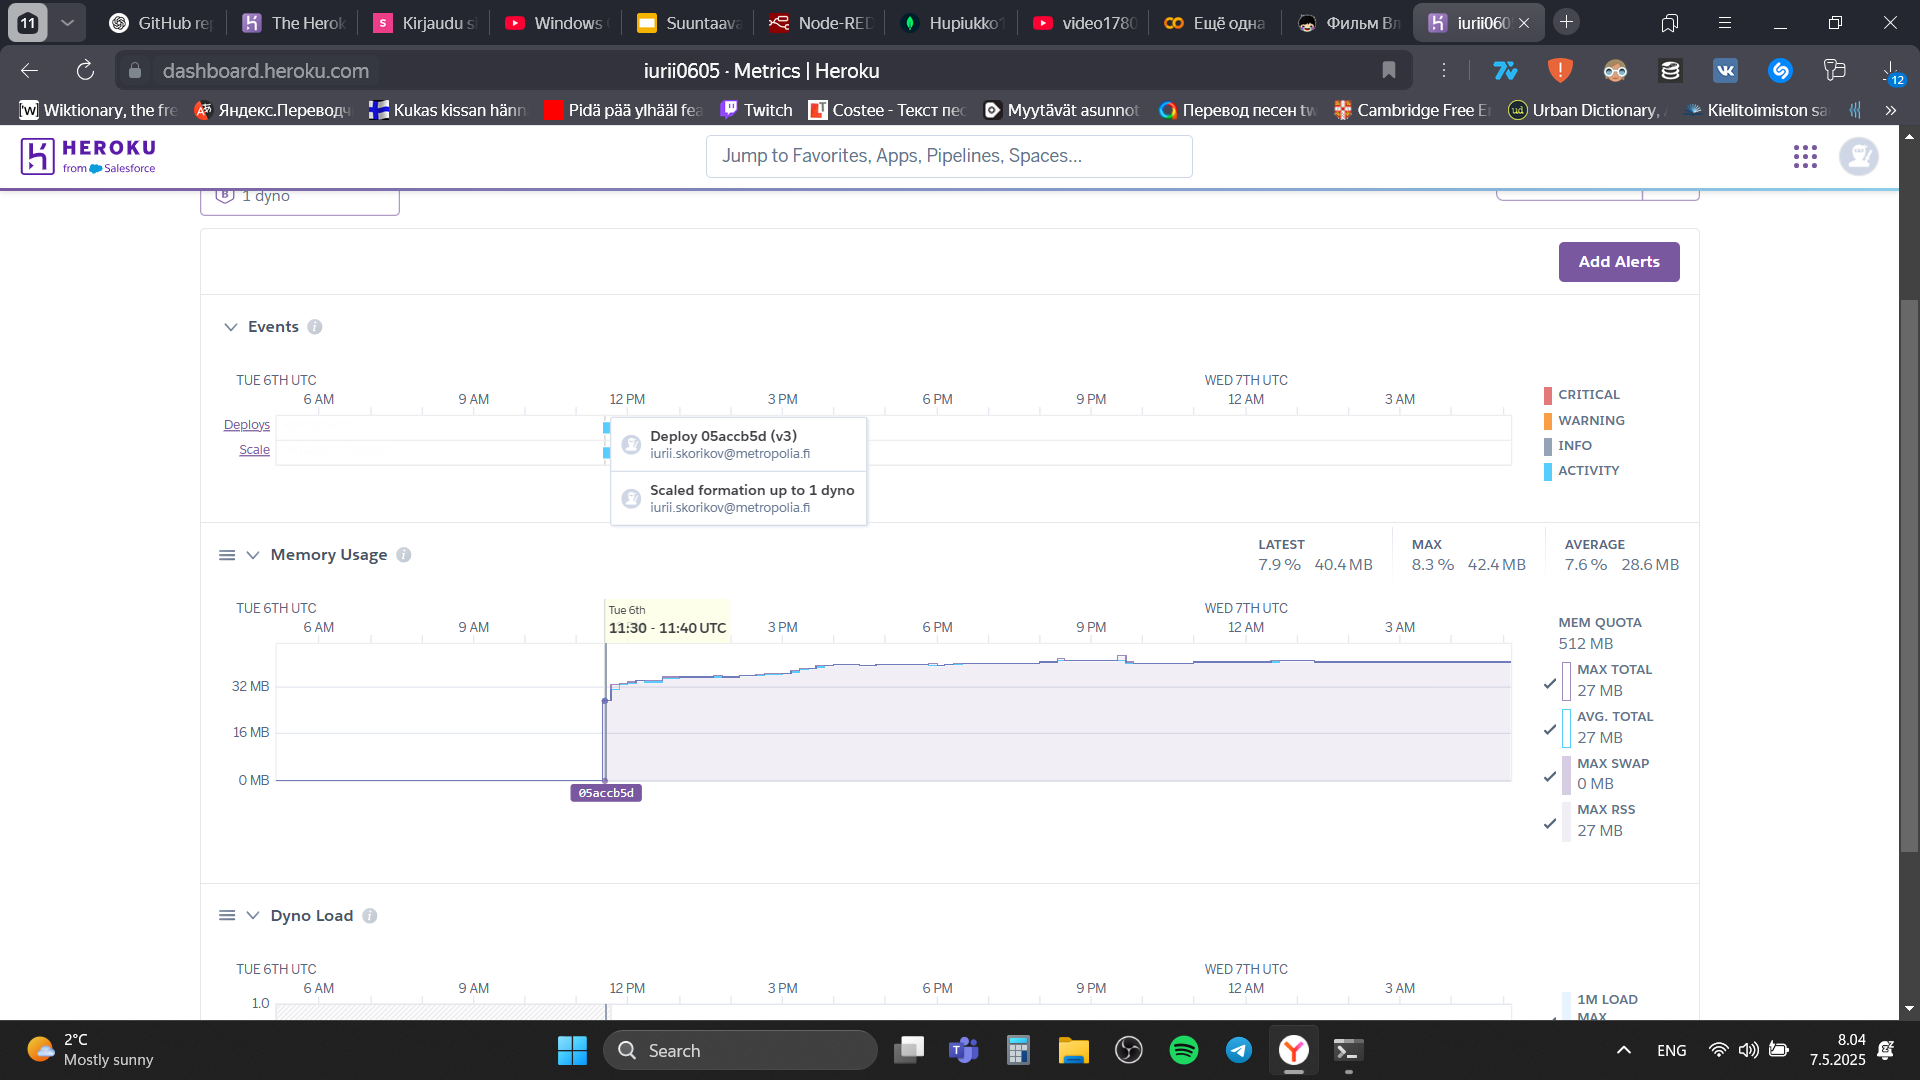 11
GitHub rep
The Herok
Kirjaudu si
Windows
Suuntaava
Node-RED
Hupiukko1
video1780
Ещё одна
Фильм Вл
iurii060
dashboard.heroku.com
iurii0605 · Metrics | Heroku
12
Wiktionary, the fre
Яндекс.Переводч
Kukas kissan hänn
Pidä pää ylhääl fea
Twitch
Costee - Текст пес
Myytävät asunnot
Перевод песен tw
Cambridge Free E
Urban Dictionary,
Kielitoimiston sa
»
HEROKU
from Salesforce
Jump to Favorites, Apps, Pipelines, Spaces...
1 dyno
Add Alerts
Events
TUE 6TH UTC
WED 7TH UTC
6 AM 9 AM 12 PM 3 PM 6 PM 9 PM 12 AM 3 AM
Deploys
Scale
Deploy 05accb5d (v3)
iurii.skorikov@metropolia.fi
Scaled formation up to 1 dyno
iurii.skorikov@metropolia.fi
CRITICAL
WARNING
INFO
ACTIVITY
Memory Usage
LATEST
7.9 % 40.4 MB
MAX
8.3 % 42.4 MB
AVERAGE
7.6 % 28.6 MB
TUE 6TH UTC
WED 7TH UTC
Tue 6th
11:30 - 11:40 UTC
6 AM 9 AM 3 PM 6 PM 9 PM 12 AM 3 AM
32 MB
16 MB
0 MB
05accb5d
MEM QUOTA
512 MB
MAX TOTAL
27 MB
AVG. TOTAL
27 MB
MAX SWAP
0 MB
MAX RSS
27 MB
Dyno Load
TUE 6TH UTC
WED 7TH UTC
6 AM 9 AM 12 PM 3 PM 6 PM 9 PM 12 AM 3 AM
1.0
1M LOAD
MAX
2°C
Mostly sunny
Search
ENG
8.04
7.5.2025